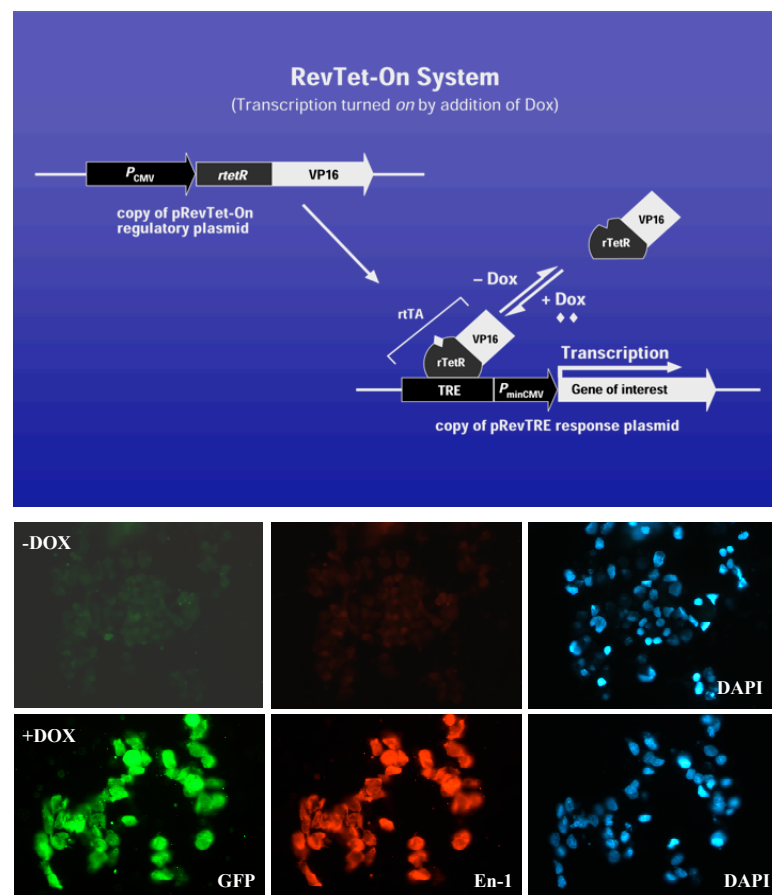 RevTet-On System
(Transcription turned on by addition of Dox)
PCMV rtetR VP16
copy of pRevTet-On
regulatory plasmid
VP16
rTetR
– Dox
+ Dox
rtTA
VP16
rTetR
Transcription
TRE PminCMV Gene of interest
copy of pRevTRE response plasmid
-DOX
DAPI
+DOX
GFP En-1 DAPI